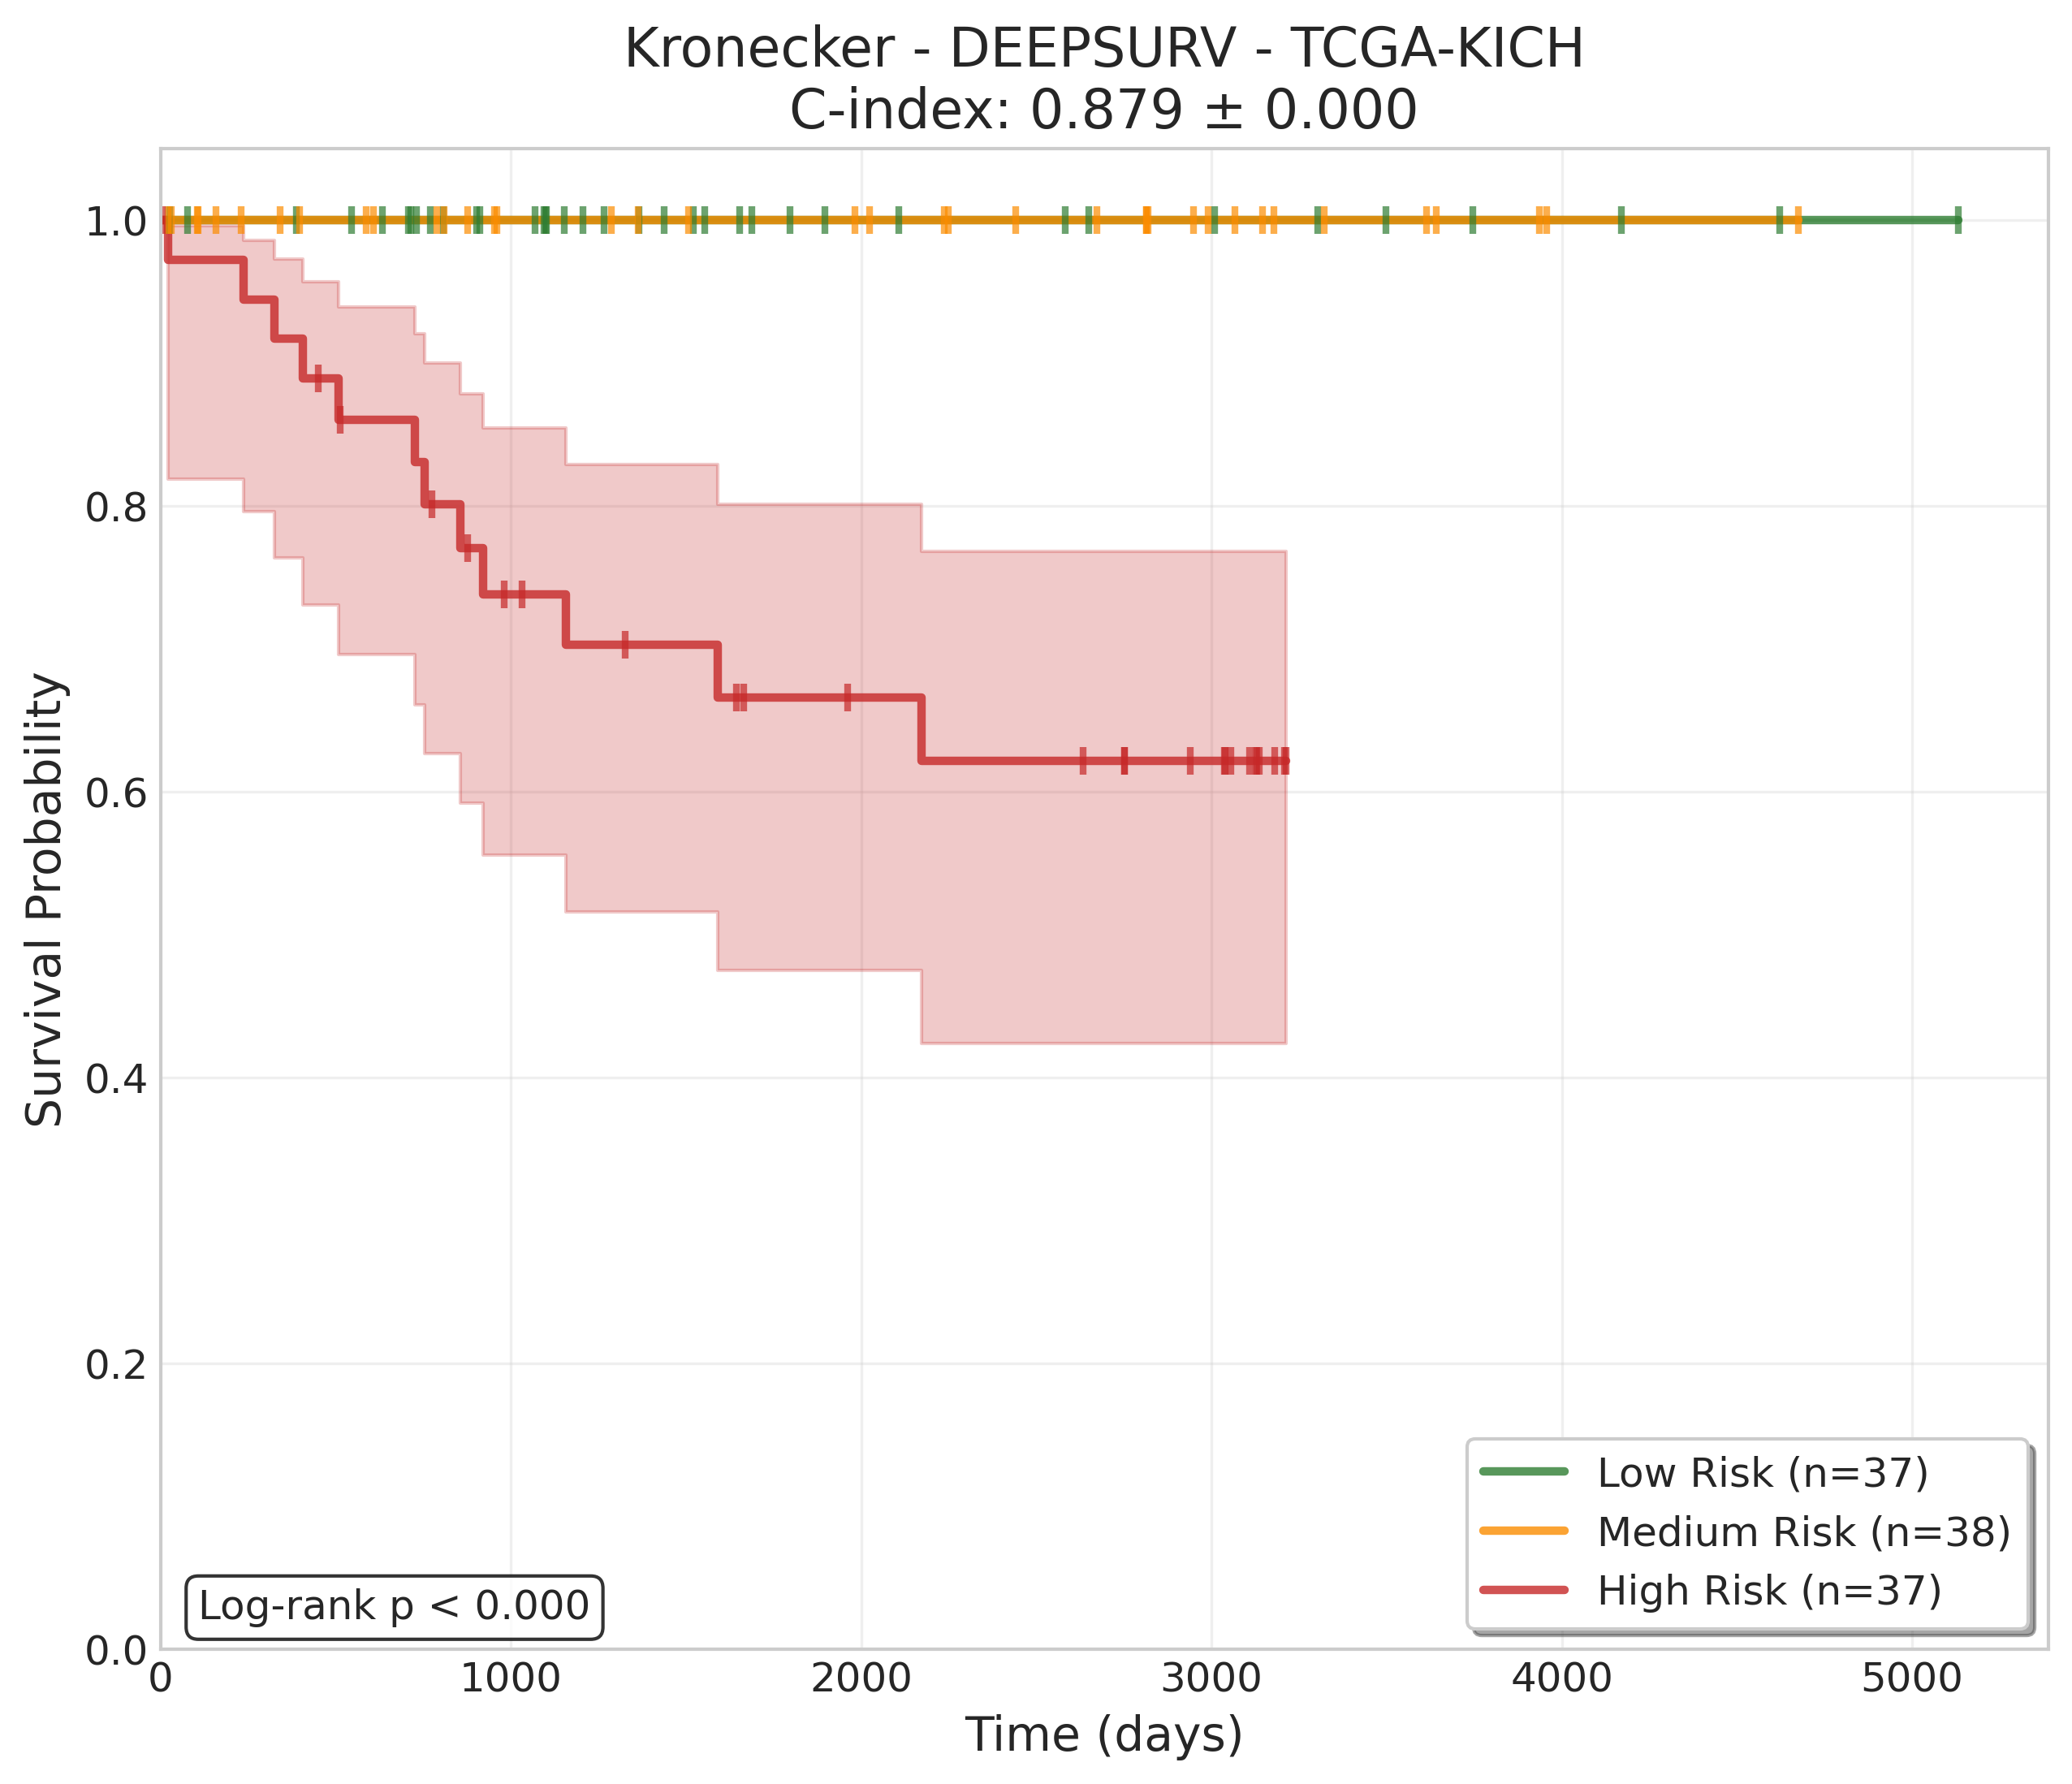 Kronecker - DEEPSURV - TCGA-KICH
C-index: 0.879 ± 0.000
Survival Probability
1.0
0.8
0.6
0.4
0.2
0.0
Low Risk (n=37)
Medium Risk (n=38)
High Risk (n=37)
Log-rank p < 0.000
0 1000 2000 3000 4000 5000
Time (days)